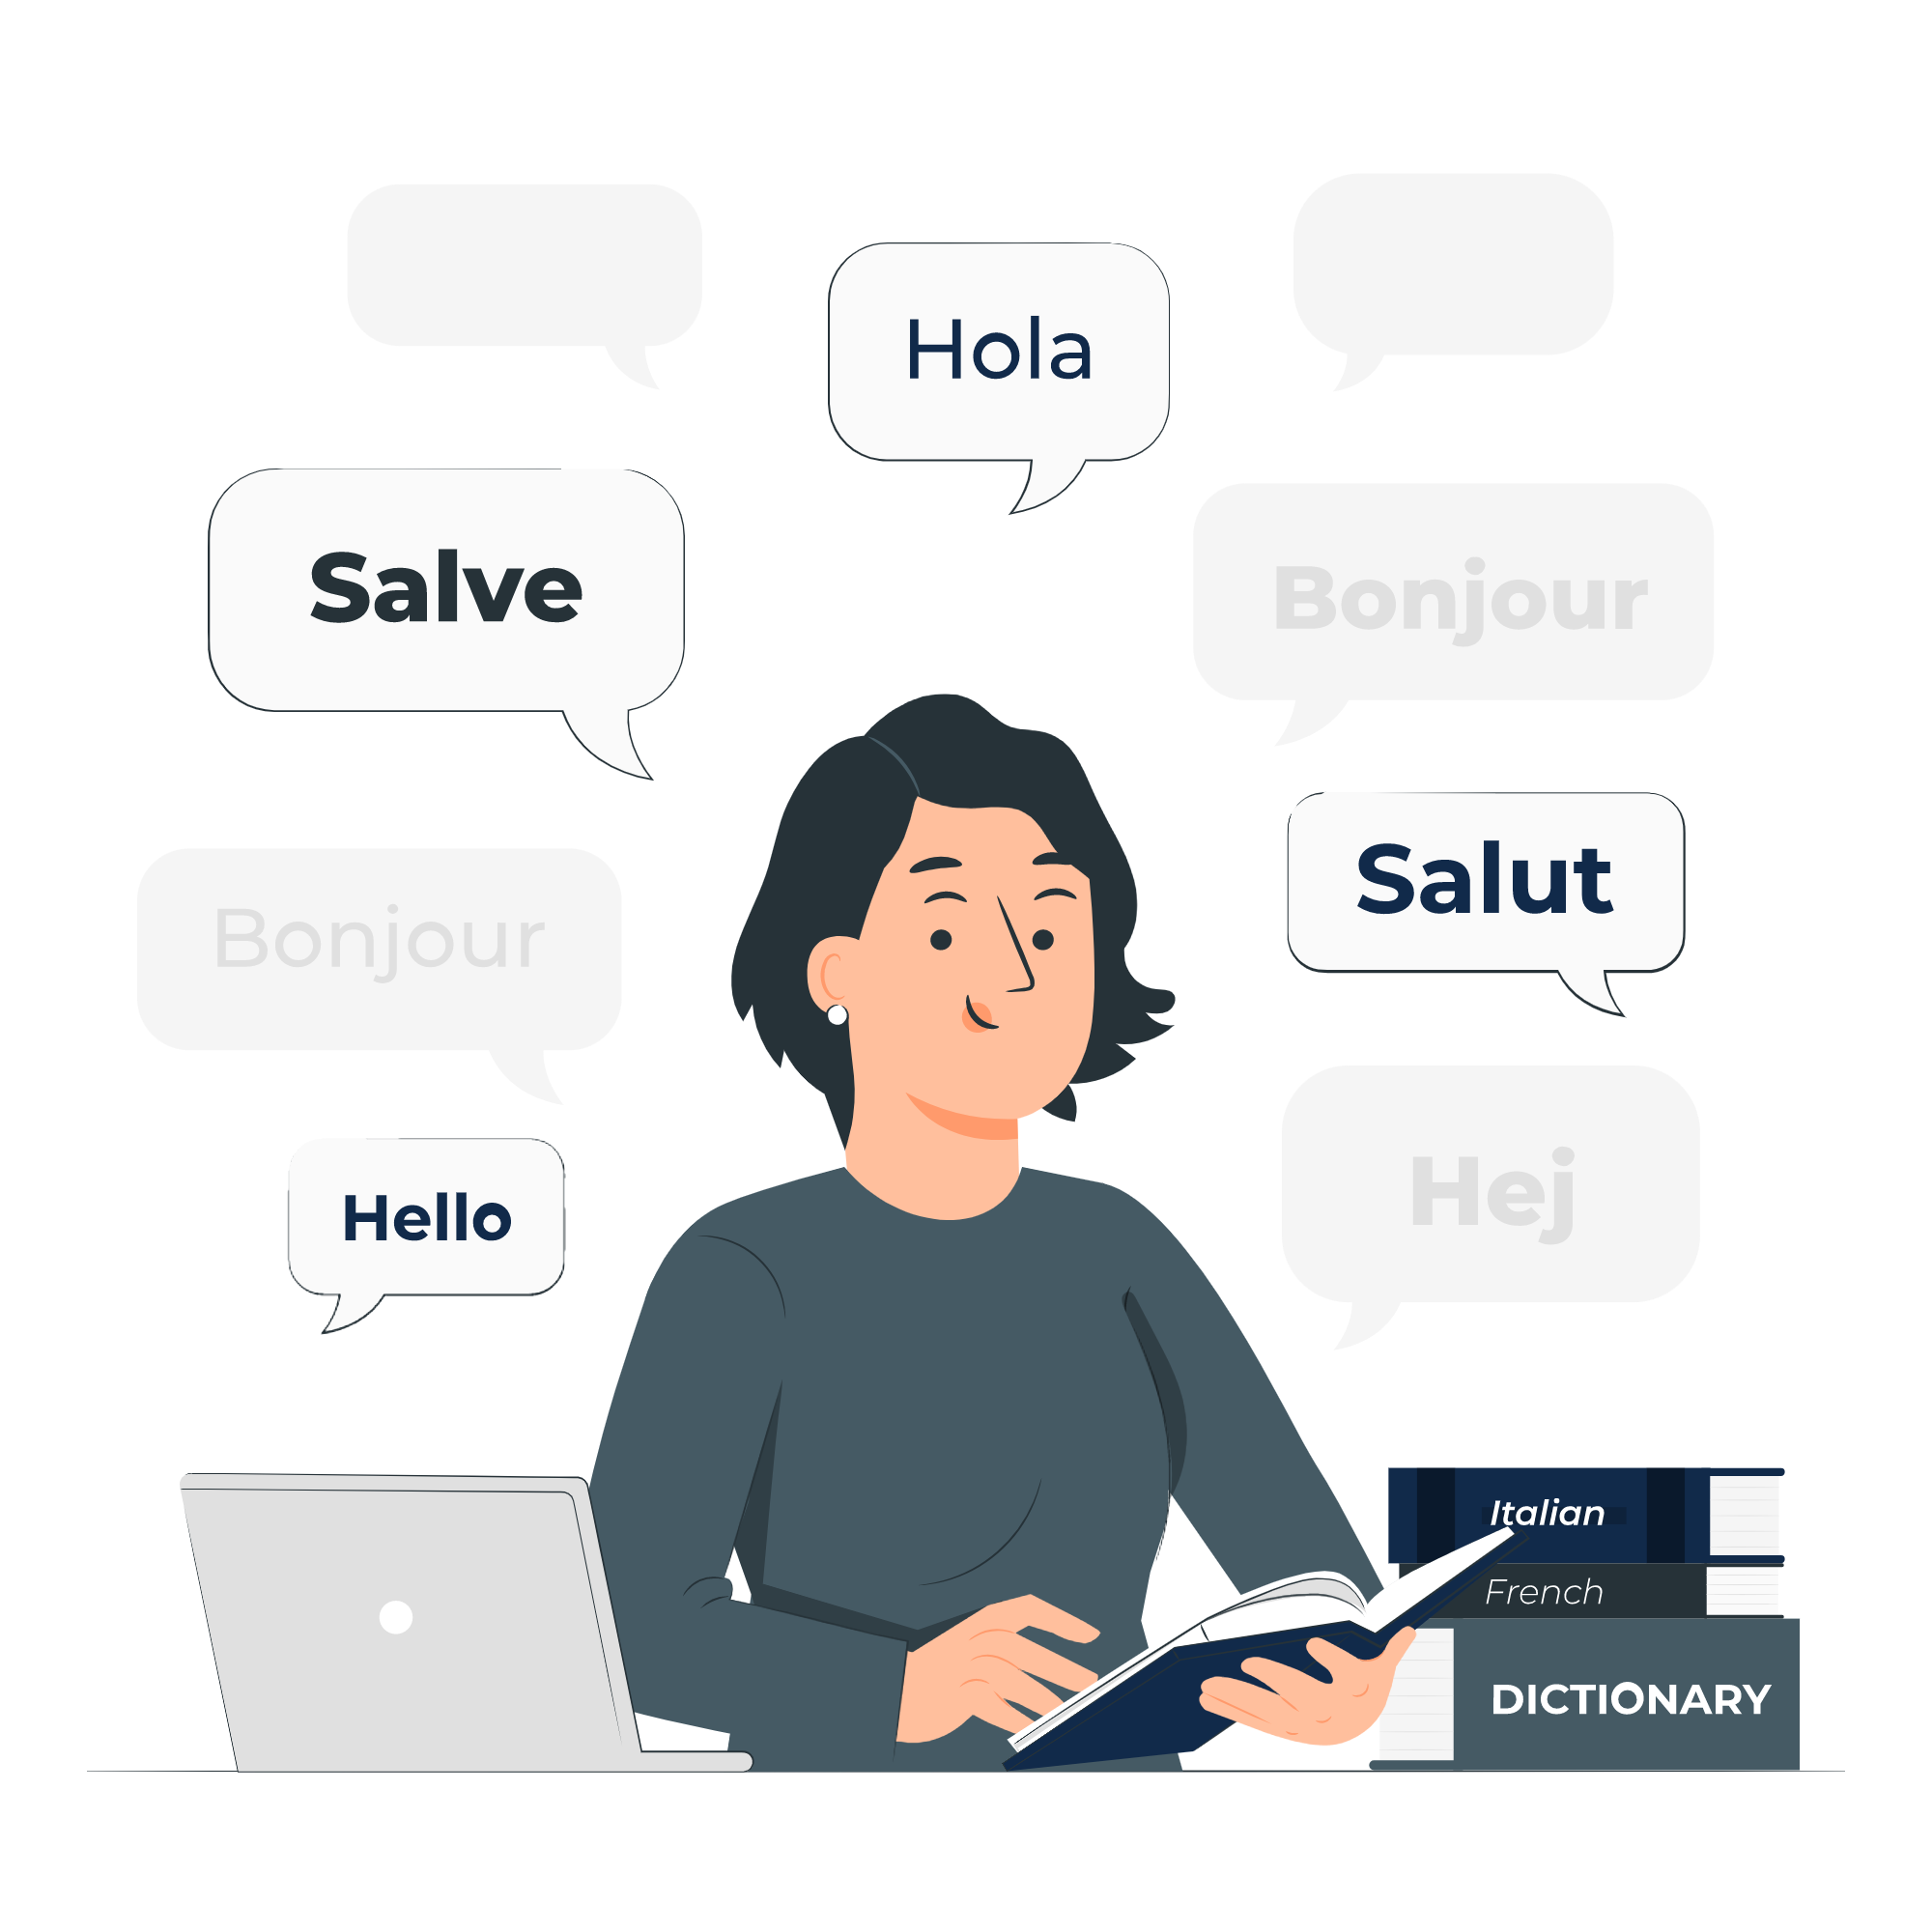 Hola
Salve
Bonjour
Salut
Bonjour
Hello
Hej
Italian
French
DICTIONARY